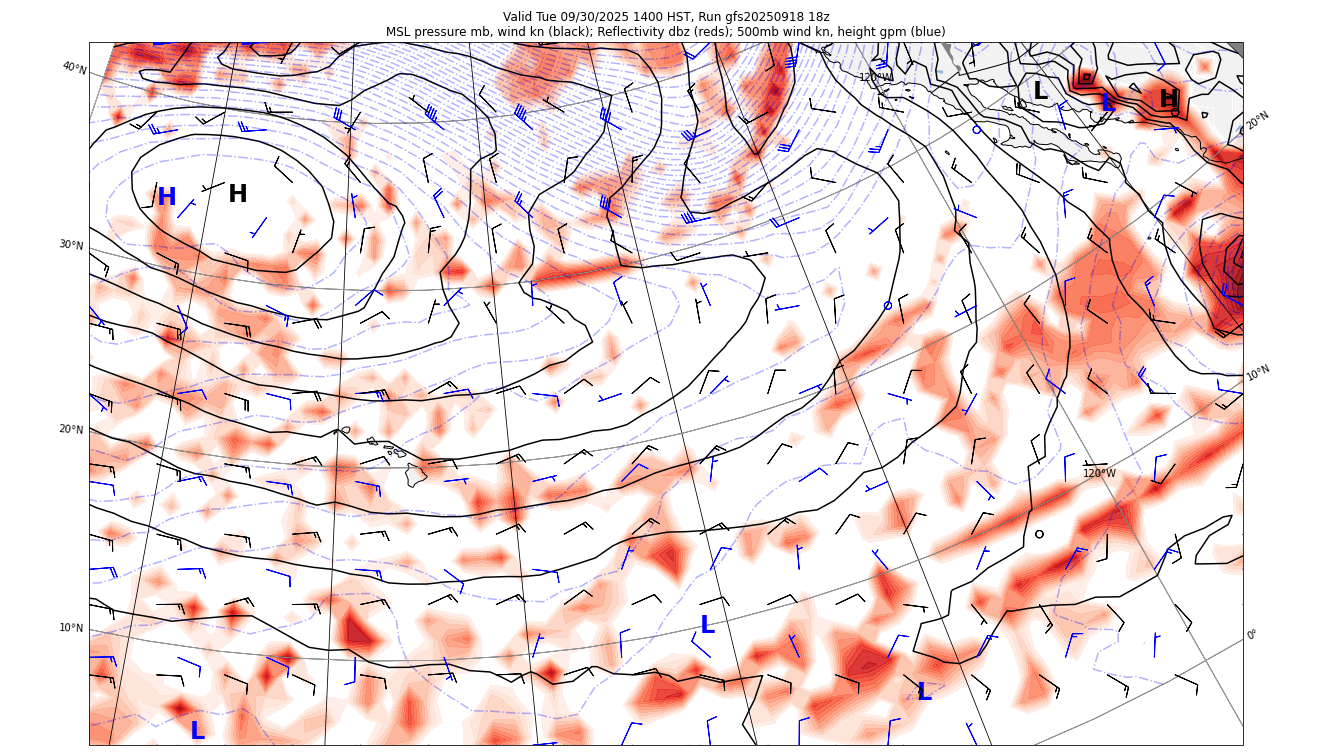 Valid Tue 09/30/2025 1400 HST, Run gfs20250918 18z
MSL pressure mb, wind kn (black); Reflectivity dbz (reds); 500mb wind kn, height gpm (blue)
40°N
120°W
L
L
H
20°N
H
H
30°N
10°N
20°N
120°W
10°N
L
0°
L
L